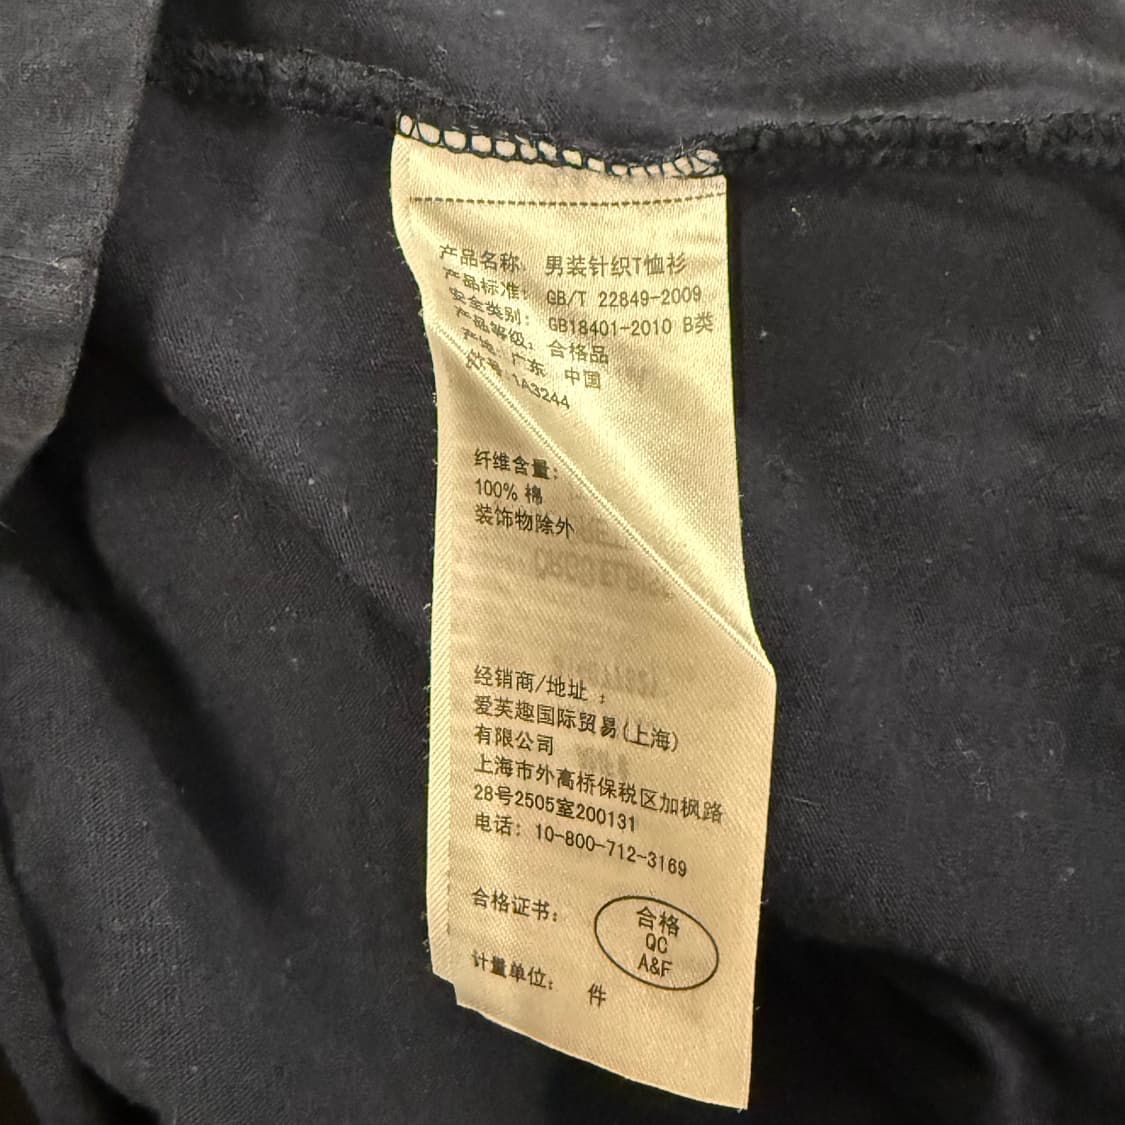 产品名称: 男装针织T恤衫
产品标准: GB/T 22849-2009
安全类别: GB18401-2010 B类
产品等级: 合格品
产地: 广东 中国
款号:1A3244
纤维含量:
100% 棉
装饰物除外
经销商/地址 :
爱芙趣国际贸易(上海)
有限公司
上海市外高桥保税区加枫路
28号2505室200131
电话: 10-800-712-3169
合格证书:
合格
QC
A&F
计量单位: 件